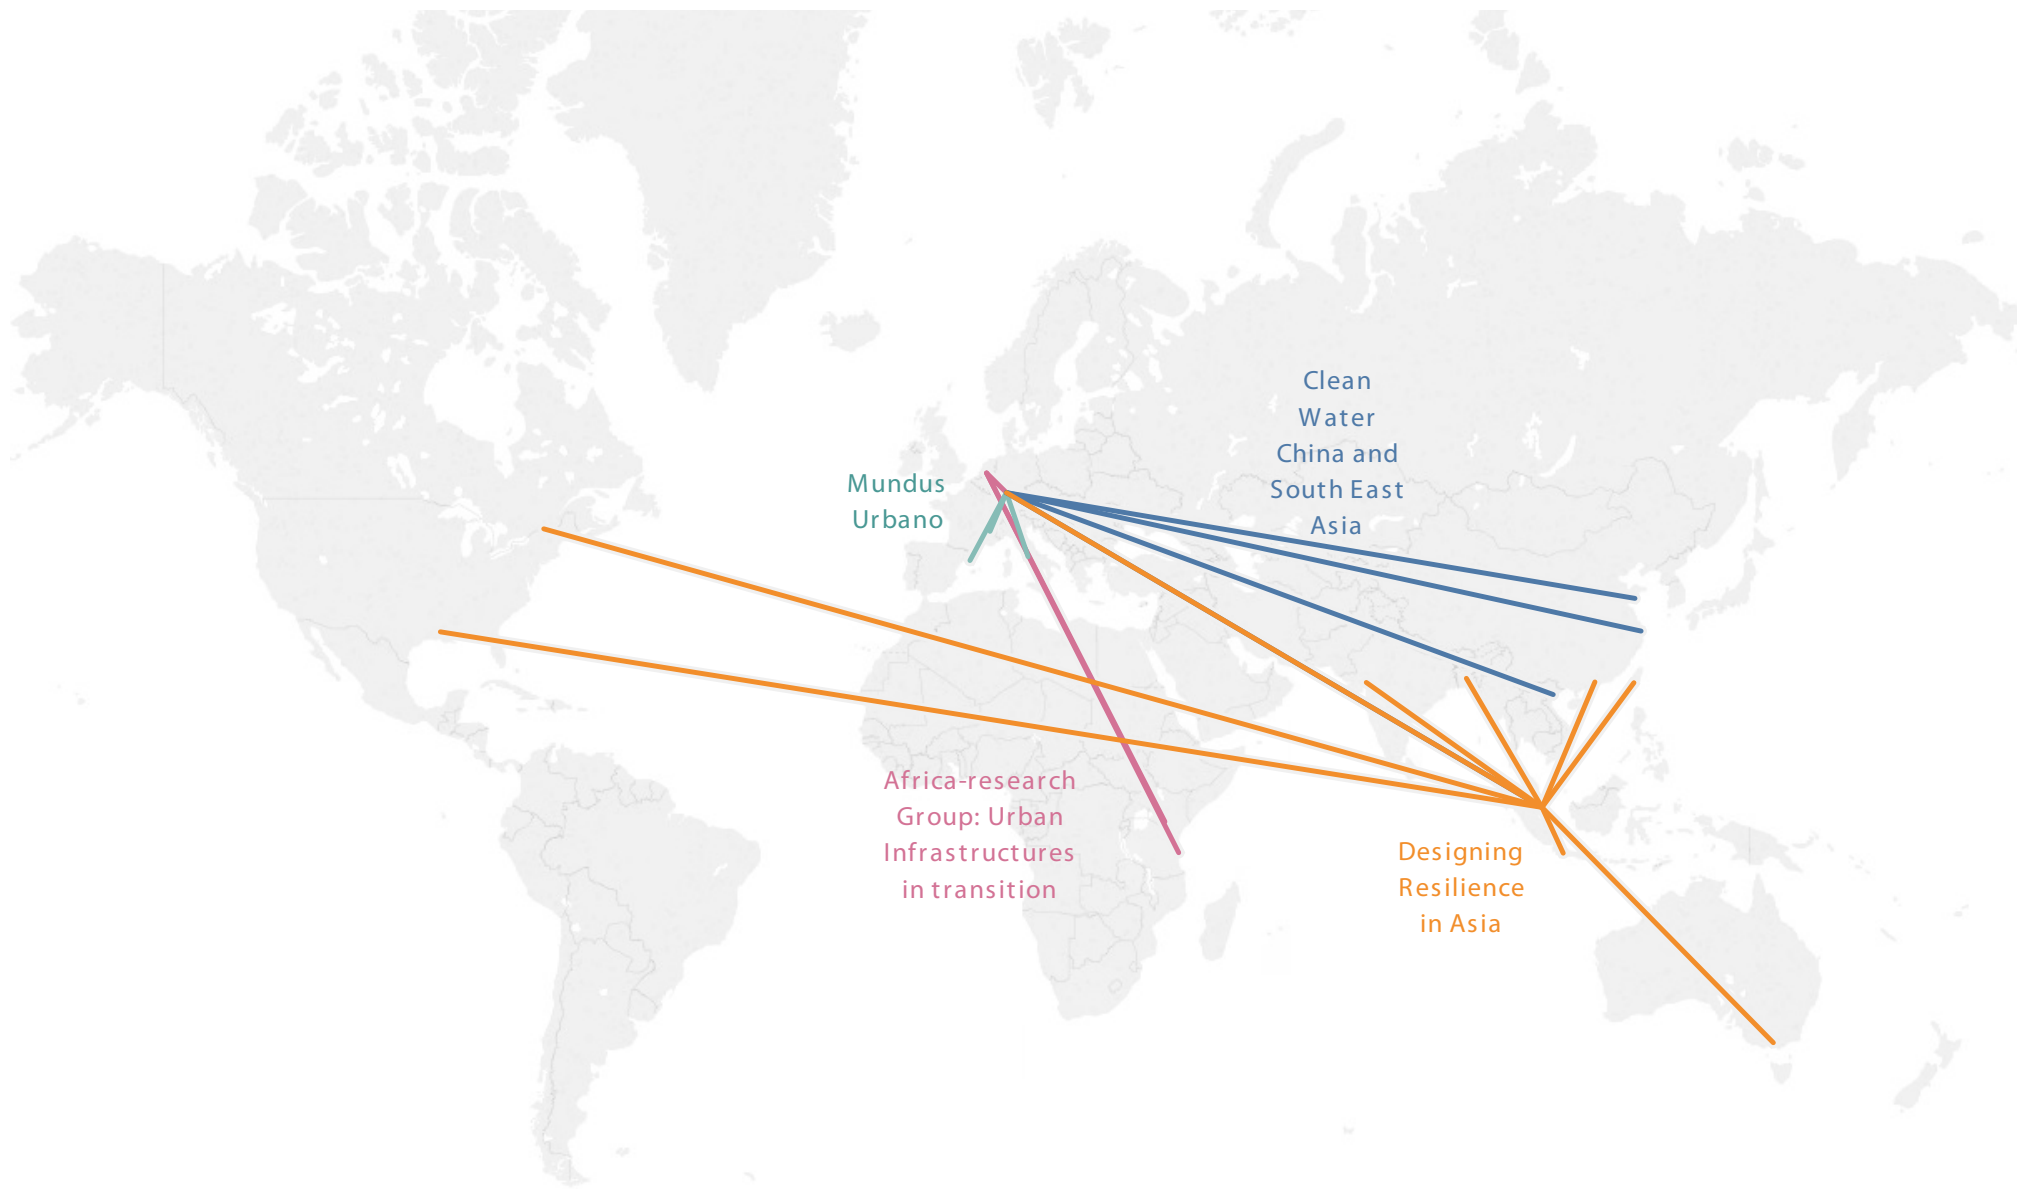 Clean
Water
China and
South East
Asia
Mundus
Urbano
Africa-research
Group: Urban
Infrastructures
in transition
Designing
Resilience
in Asia